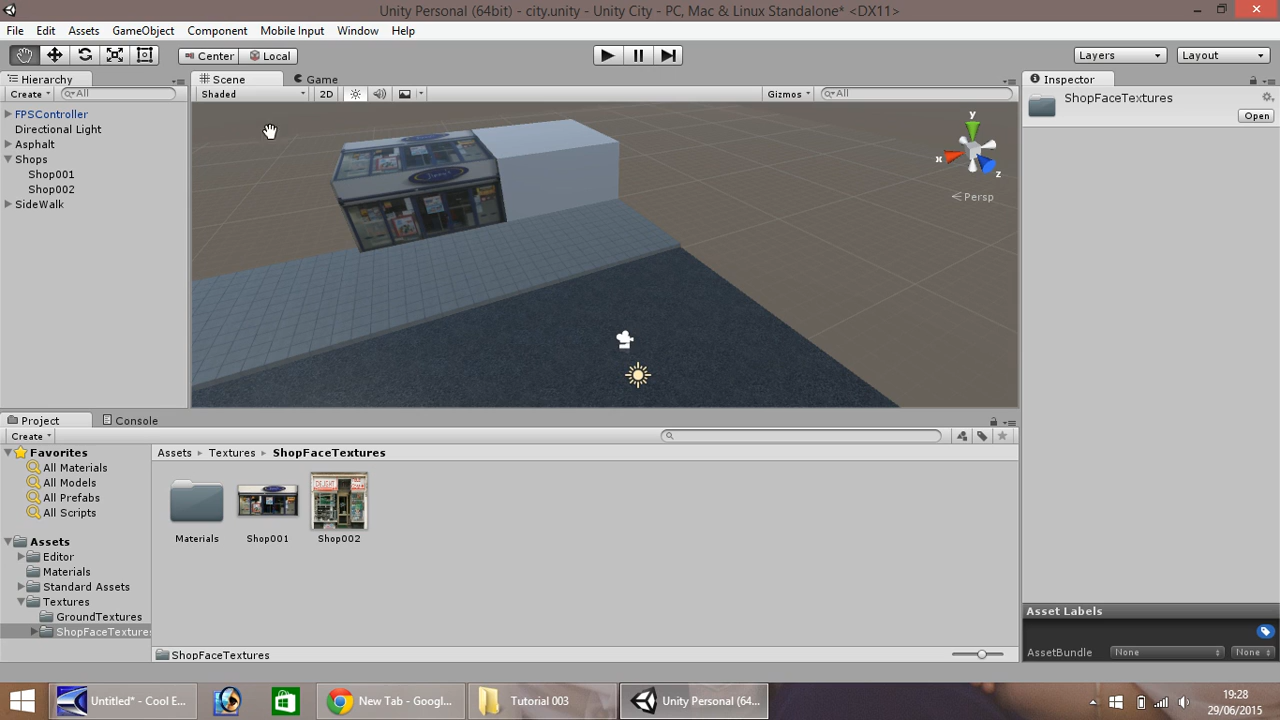 Unity Personal (64bit) - city.unity - Unity City - PC, Mac & Linux Standalone* <DX11>
File Edit Assets GameObject Component Mobile Input Window Help
Center Local Layers Layout
Hierarchy
Create All
FPSController
Directional Light
Asphalt
Shops
Shop001
Shop002
SideWalk
Scene Game
Shaded 2D Gizmos All
y
x
z
Persp
Inspector
ShopFaceTextures
Open
Project Console
Create
Favorites
All Materials
All Models
All Prefabs
All Scripts
Assets
Editor
Materials
Standard Assets
Textures
GroundTextures
ShopFaceTextures
Assets Textures ShopFaceTextures
DELIGHT
Materials Shop001 Shop002
ShopFaceTextures
Asset Labels
AssetBundle None None
Untitled* - Cool E... New Tab - Googl... Tutorial 003 Unity Personal (64...
19:28
29/06/2015